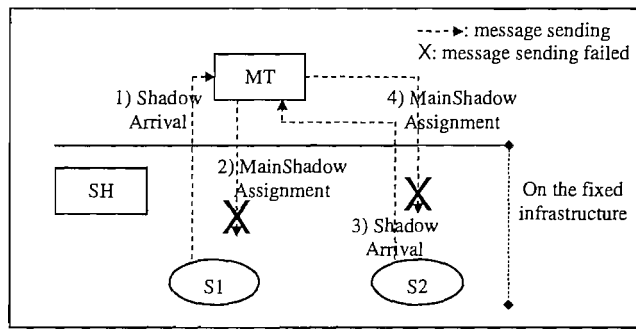 : message sending
X: message sending failed
MT
1) Shadow
Arrival
4) MainShadow
Assignment
2) MainShadow
Assignment
SH
On the fixed
infrastructure
X
X
3) Shadow
Arrival
S1
S2